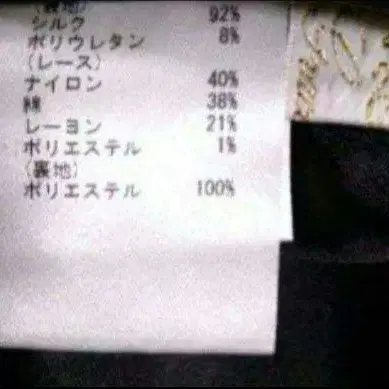 (表地)
シルク 92%
ポリウレタン 8%
(レース)
ナイロン 40%
綿 38%
レーヨン 21%
ポリエステル 1%
(裏地)
ポリエステル 100%